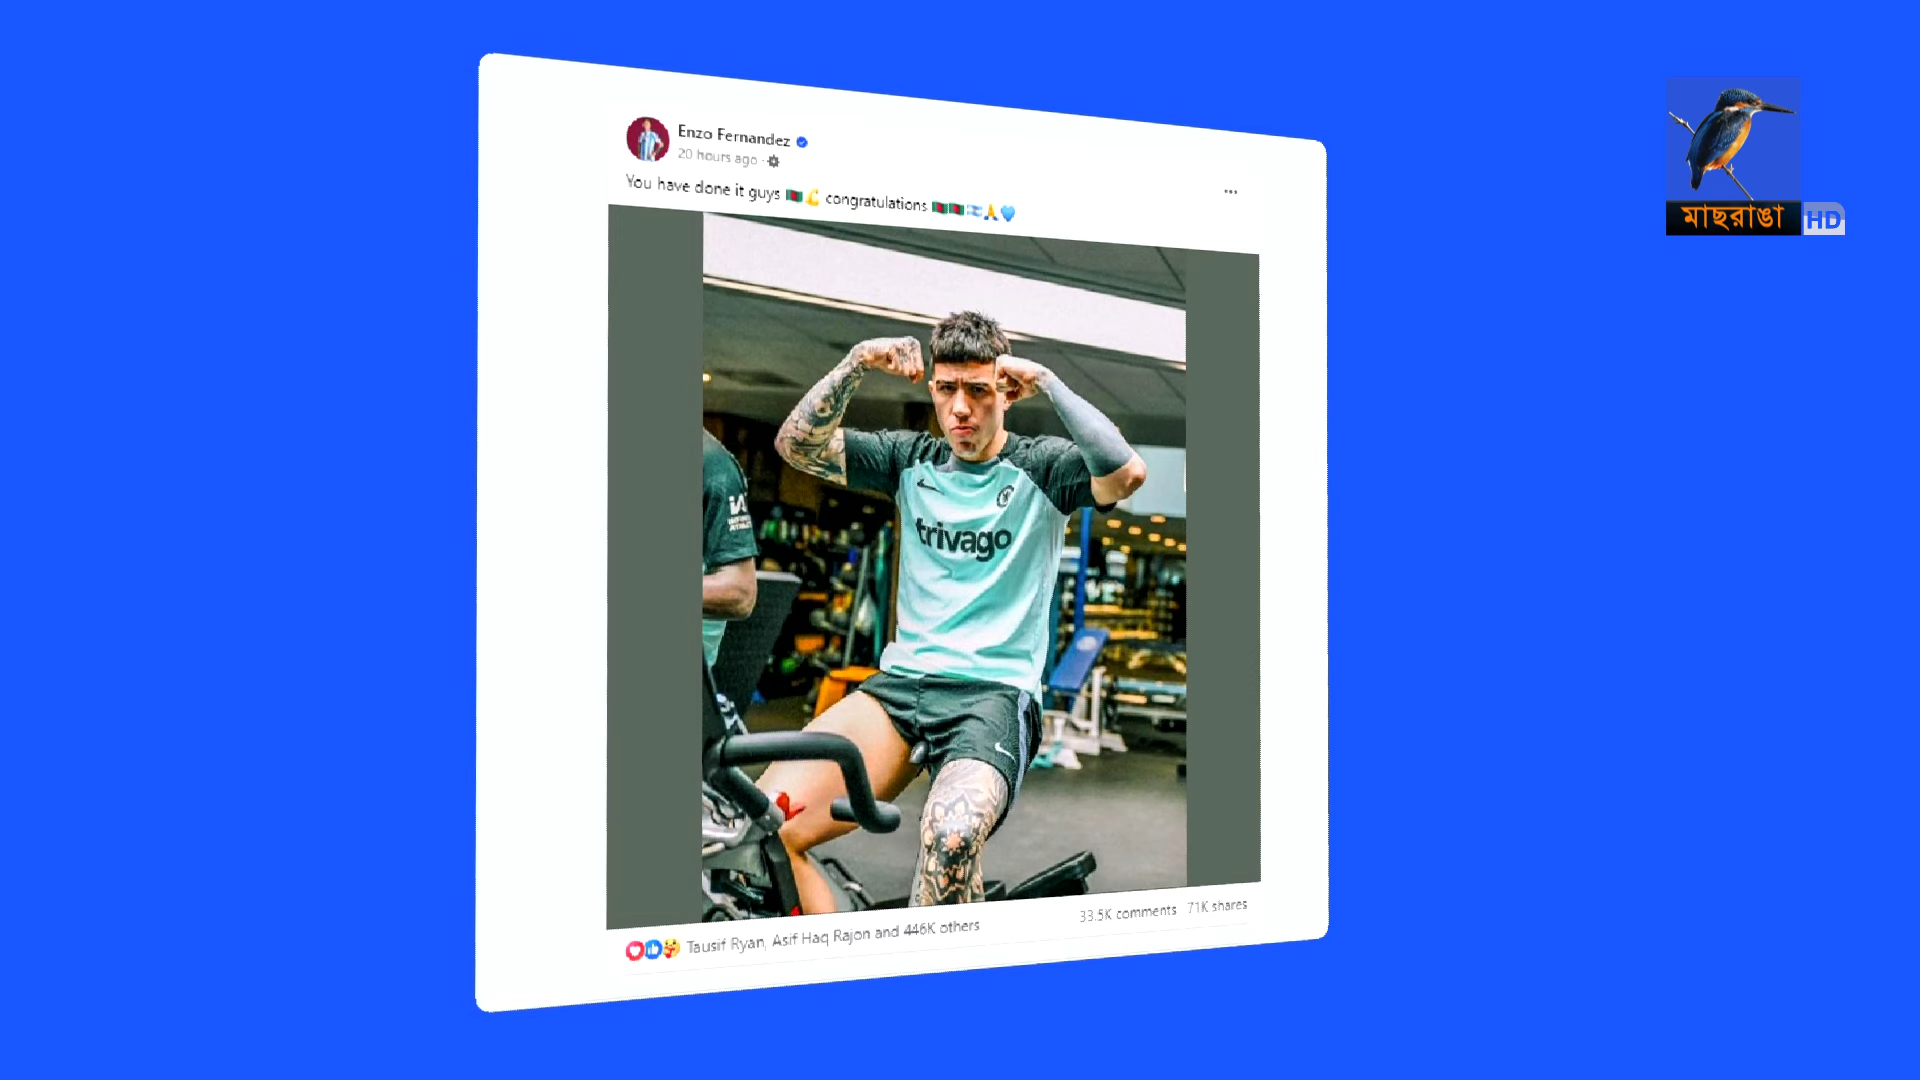 Enzo Fernandez
20 hours ago
You have done it guys 🇧🇩💪 congratulations 🇧🇩🇧🇩🇦🇷🙏💙
trivago
Tausif Ryan, Asif Haq Rajon and 446K others
33.5K comments 71K shares
মাছরাঙা HD